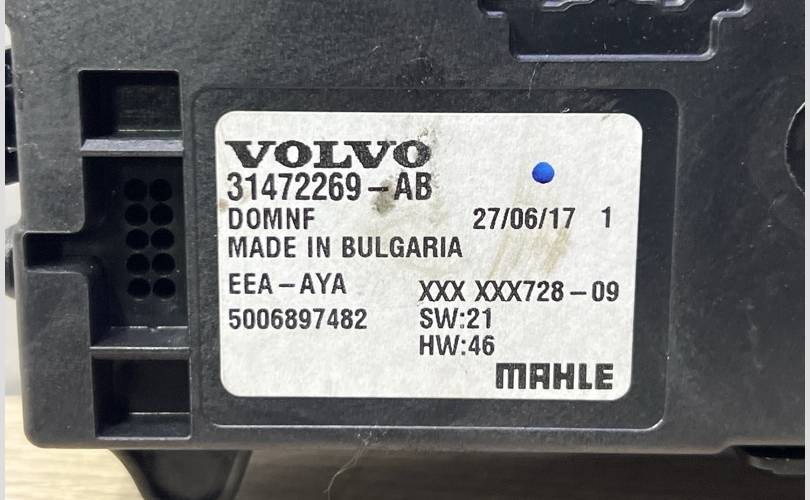 VOLVO
31472269-AB
DOMNF 27/06/17 1
MADE IN BULGARIA
EEA-AYA XXX XXX728-09
5006897482 SW:21
HW:46
MAHLE